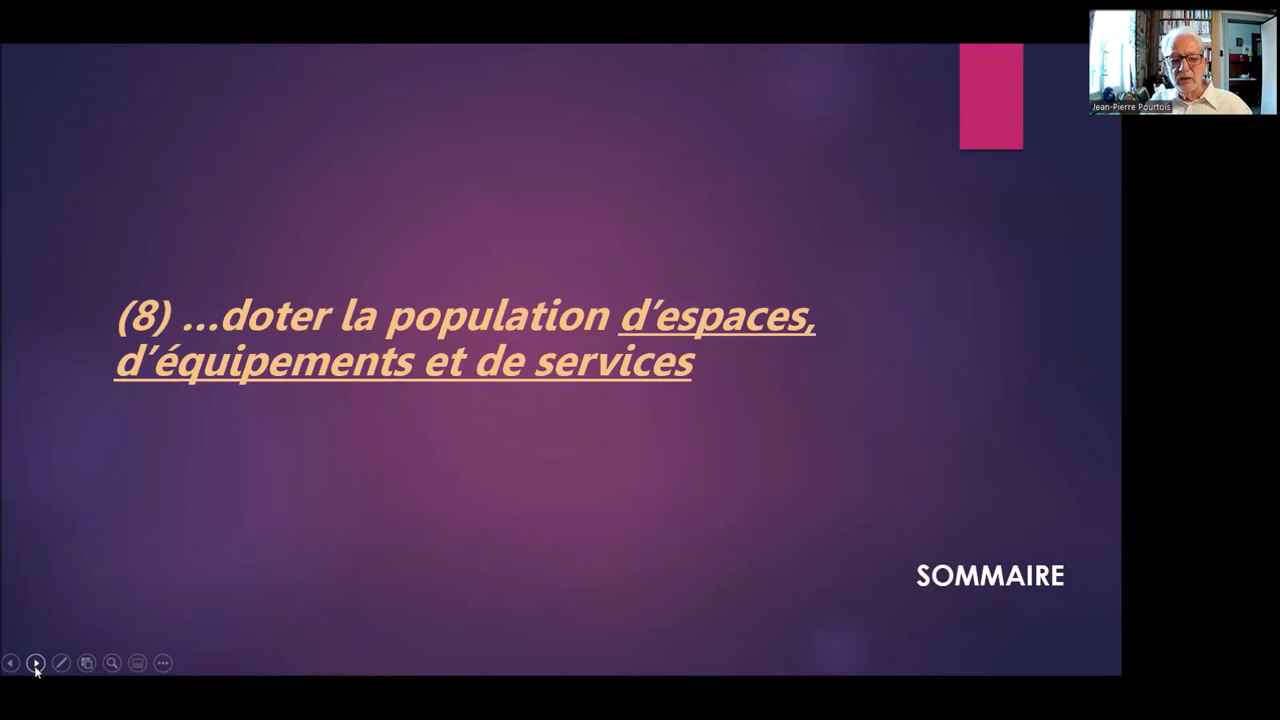 Jean-Pierre Pourtois
(8) ...doter la population d'espaces,
d'équipements et de services
SOMMAIRE